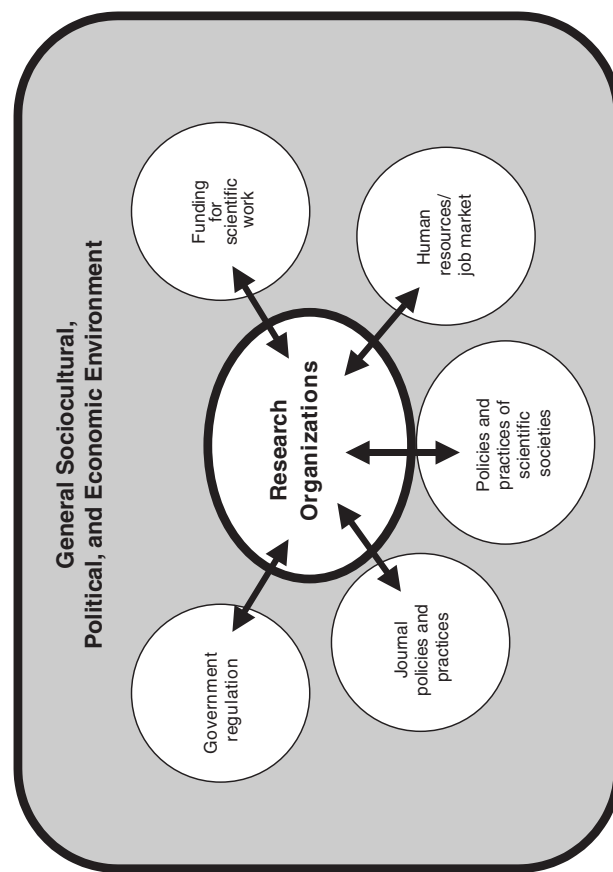 General Sociocultural,
Political, and Economic Environment
Government
regulation
Funding
for
scientific
work
Research
Organizations
Journal
policies and
practices
Policies and
practices of
scientific
societies
Human
resources/
job market